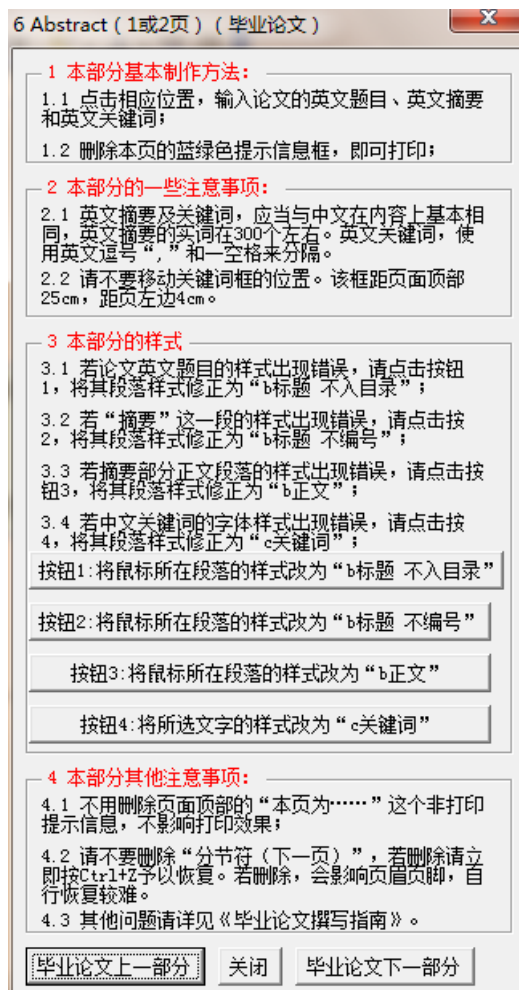 6 Abstract（1或2页）（毕业论文）
1 本部分基本制作方法：
1.1 点击相应位置，输入论文的英文题目、英文摘要
和英文关键词；
1.2 删除本页的蓝绿色提示信息框，即可打印；
2 本部分的一些注意事项：
2.1 英文摘要及关键词，应当与中文在内容上基本相
同，英文摘要的实词在300个左右。英文关键词，使
用英文逗号“,”和一空格来分隔。
2.2 请不要移动关键词框的位置。该框距页面顶部
25cm，距页左边4cm。
3 本部分的样式
3.1 若论文英文题目的样式出现错误，请点击按钮
1，将其段落样式修正为“b标题 不入目录”；
3.2 若“摘要”这一段的样式出现错误，请点击按
2，将其段落样式修正为“b标题 不编号”；
3.3 若摘要部分正文段落的样式出现错误，请点击按
钮3，将其段落样式修正为“b正文”；
3.4 若中文关键词的字体样式出现错误，请点击按
4，将其段落样式修正为“c关键词”；
按钮1:将鼠标所在段落的样式改为“b标题 不入目录”
按钮2:将鼠标所在段落的样式改为“b标题 不编号”
按钮3:将鼠标所在段落的样式改为“b正文”
按钮4:将所选文字的样式改为“c关键词”
4 本部分其他注意事项：
4.1 不用删除页面顶部的“本页为……”这个非打印
提示信息，不影响打印效果；
4.2 请不要删除“分节符（下一页）”，若删除请立
即按Ctrl+Z予以恢复。若删除，会影响页眉页脚，自
行恢复较难。
4.3 其他问题请详见《毕业论文撰写指南》。
毕业论文上一部分 关闭 毕业论文下一部分